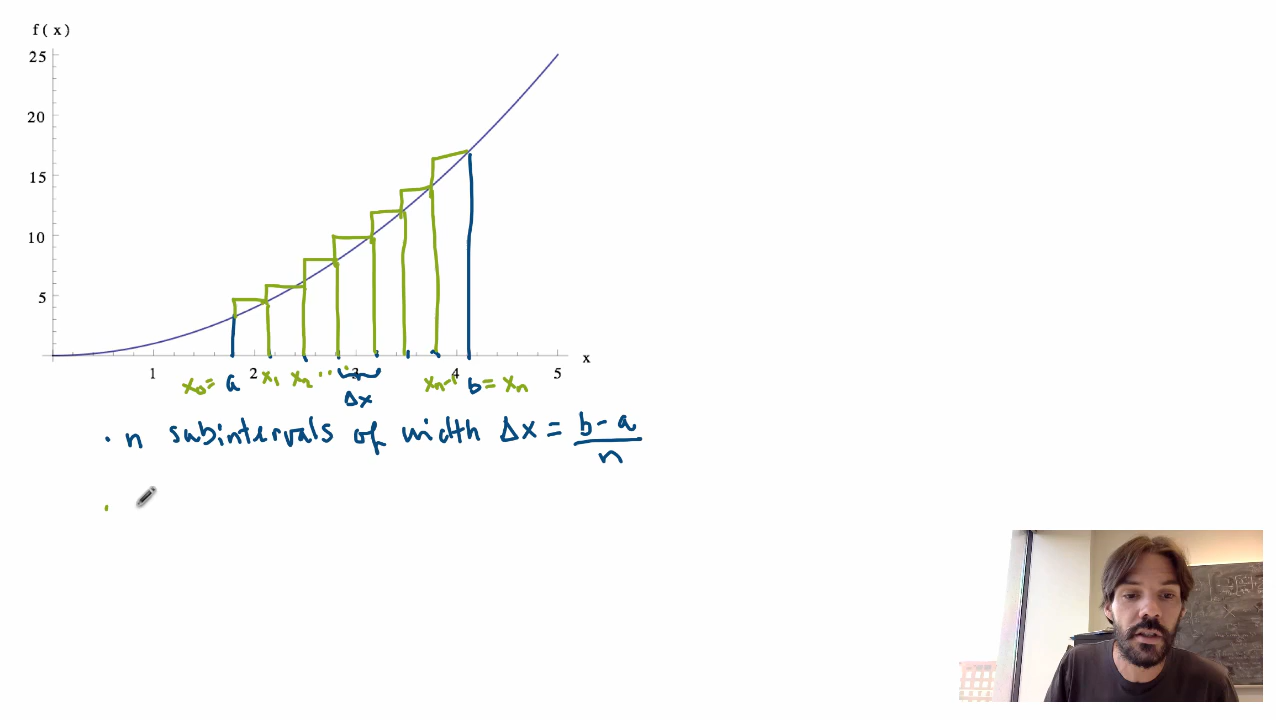 f(x)
25
20
15
10
5
x
1 2 3 4 5
x₀= a x₁ x₂ ... xₙ₋₁ b = xₙ
Δx
· n subintervals of width Δx = b-a
n
·